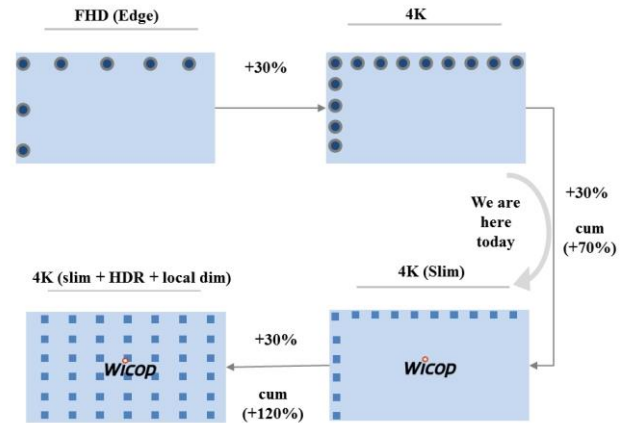 FHD (Edge)
4K
+30%
We are
here
today
+30%
cum
(+70%)
4K (slim + HDR + local dim)
4K (Slim)
+30%
Wicop
Wicop
cum
(+120%)